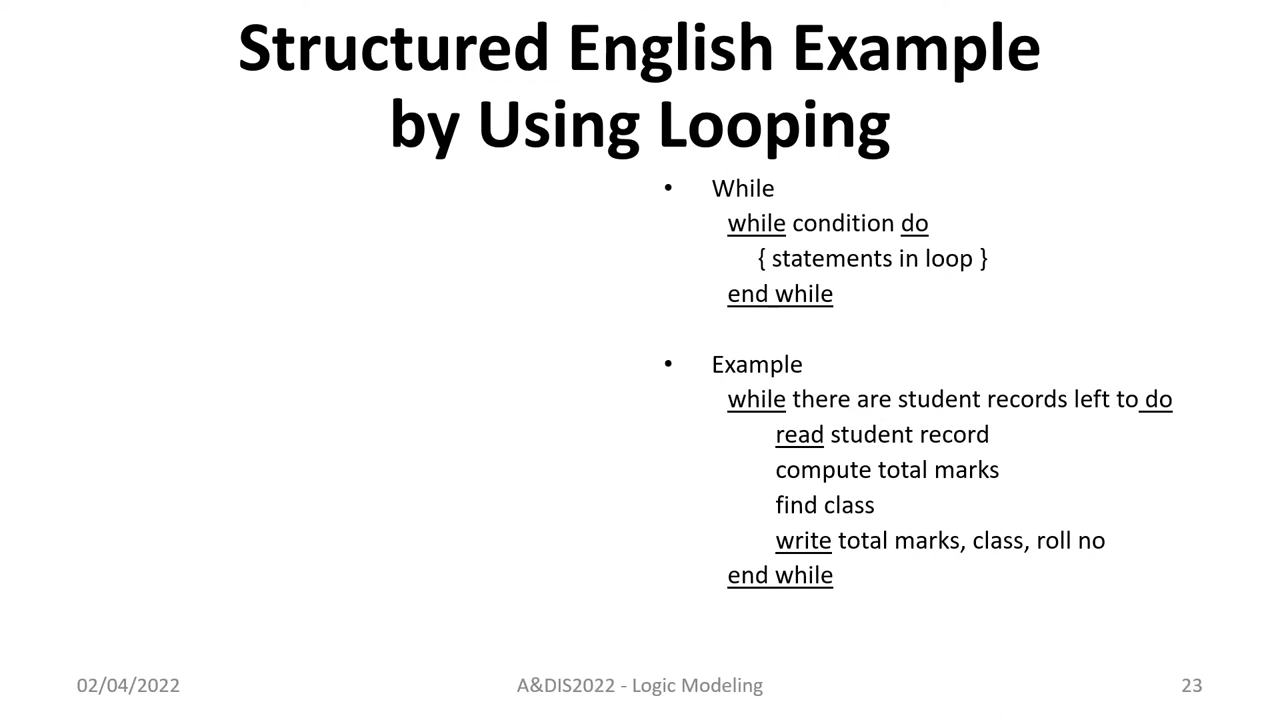 Structured English Example
by Using Looping
• While
while condition do
{ statements in loop }
end while
• Example
while there are student records left to do
read student record
compute total marks
find class
write total marks, class, roll no
end while
02/04/2022
A&DIS2022 - Logic Modeling
23